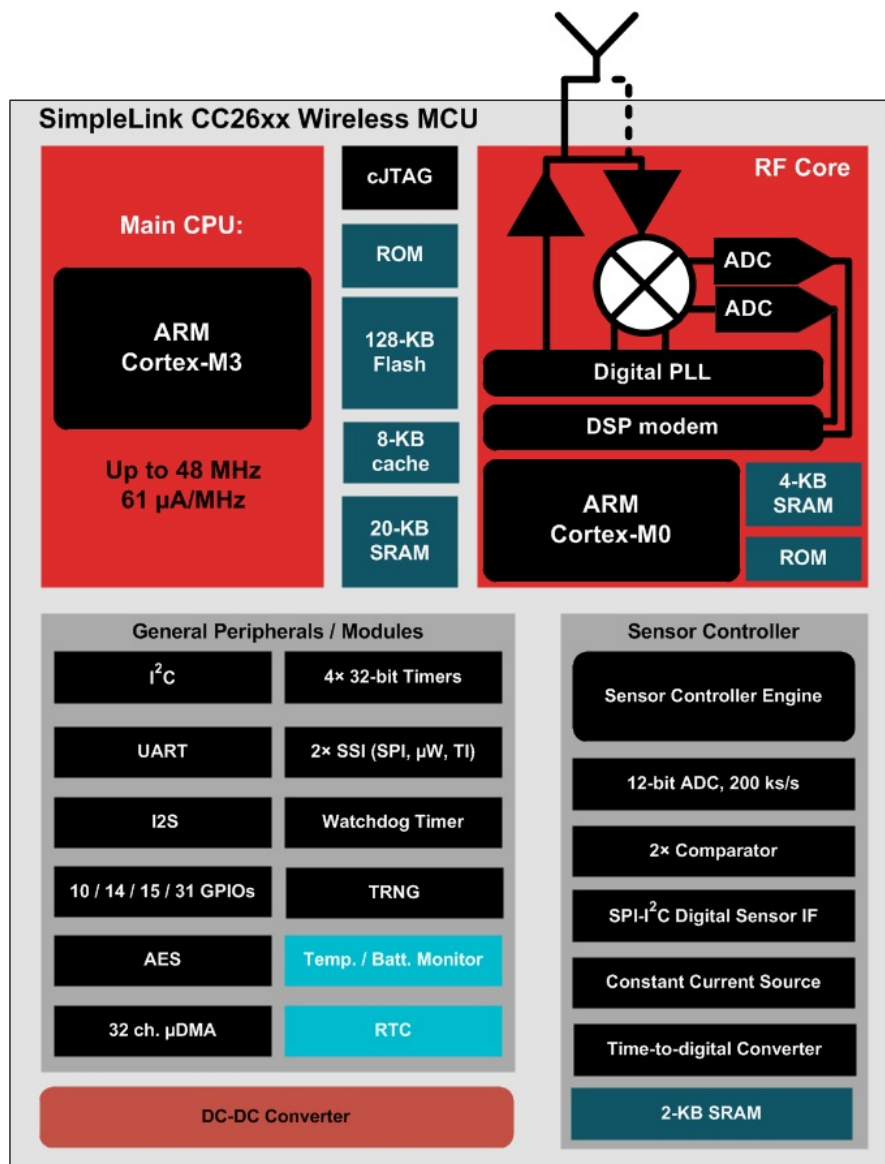 SimpleLink CC26xx Wireless MCU
Main CPU:
ARM
Cortex-M3
Up to 48 MHz
61 µA/MHz
cJTAG
ROM
128-KB
Flash
8-KB
cache
20-KB
SRAM
RF Core
ADC
ADC
Digital PLL
DSP modem
ARM
Cortex-M0
4-KB
SRAM
ROM
General Peripherals / Modules
I²C
4× 32-bit Timers
UART
2× SSI (SPI, µW, TI)
I2S
Watchdog Timer
10 / 14 / 15 / 31 GPIOs
TRNG
AES
Temp. / Batt. Monitor
32 ch. µDMA
RTC
DC-DC Converter
Sensor Controller
Sensor Controller Engine
12-bit ADC, 200 ks/s
2× Comparator
SPI-I²C Digital Sensor IF
Constant Current Source
Time-to-digital Converter
2-KB SRAM